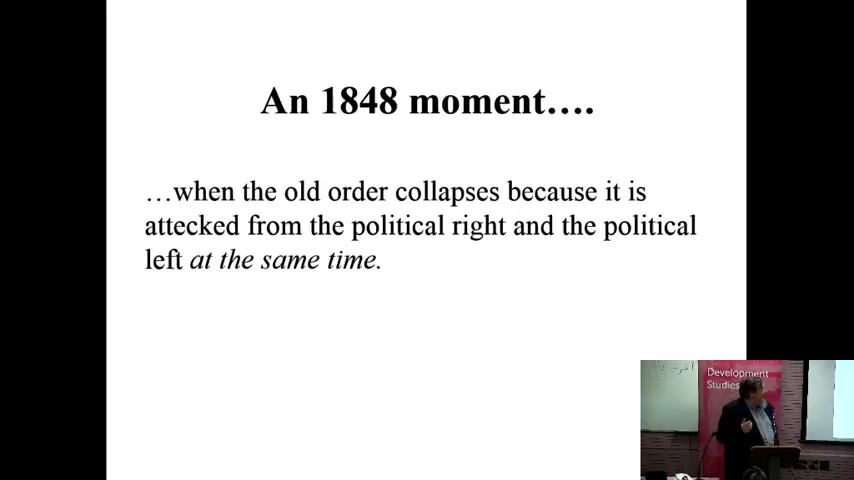 An 1848 moment….
…when the old order collapses because it is
attecked from the political right and the political
left at the same time.
Development
Studies